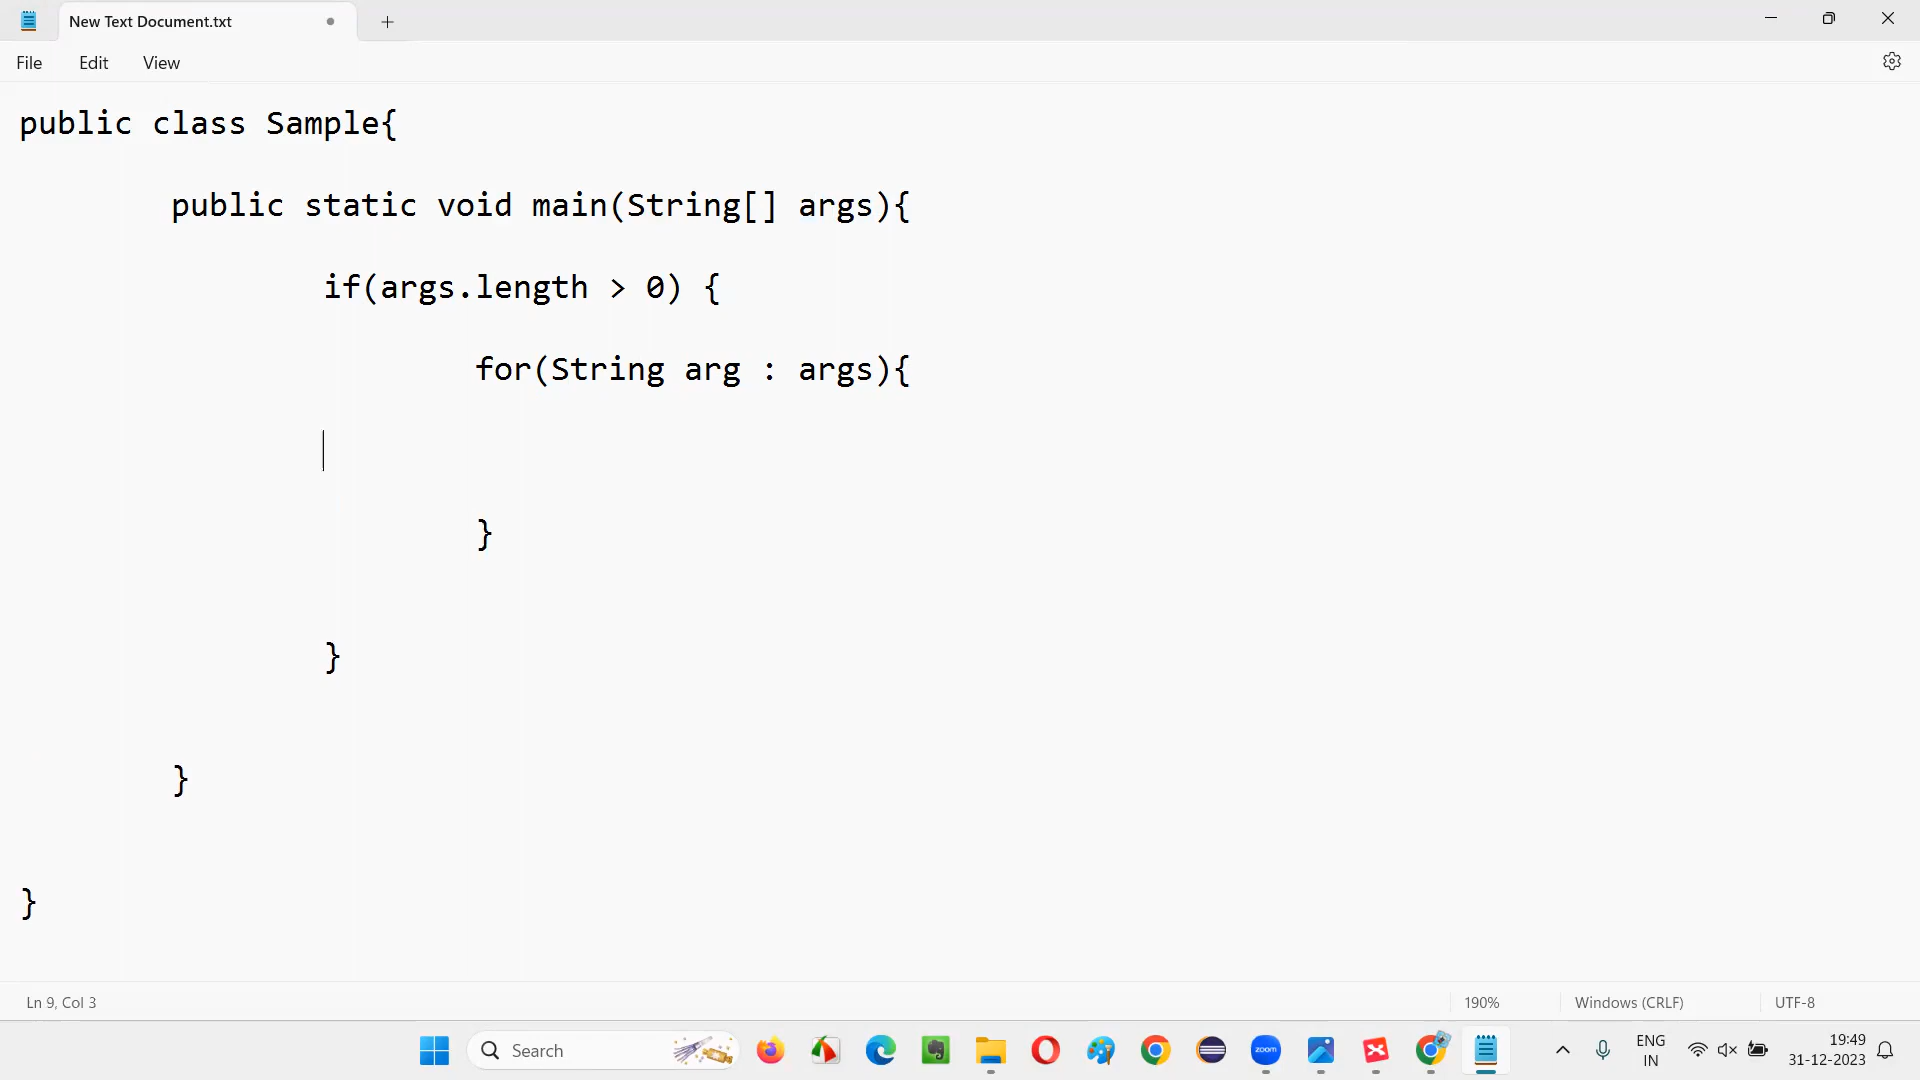 New Text Document.txt
File Edit View
public class Sample{
public static void main(String[] args){
if(args.length > 0) {
for(String arg : args){
}
}
}
}
Ln 9, Col 3
190%
Windows (CRLF)
UTF-8
Search
zoom
ENG
IN
19:49
31-12-2023